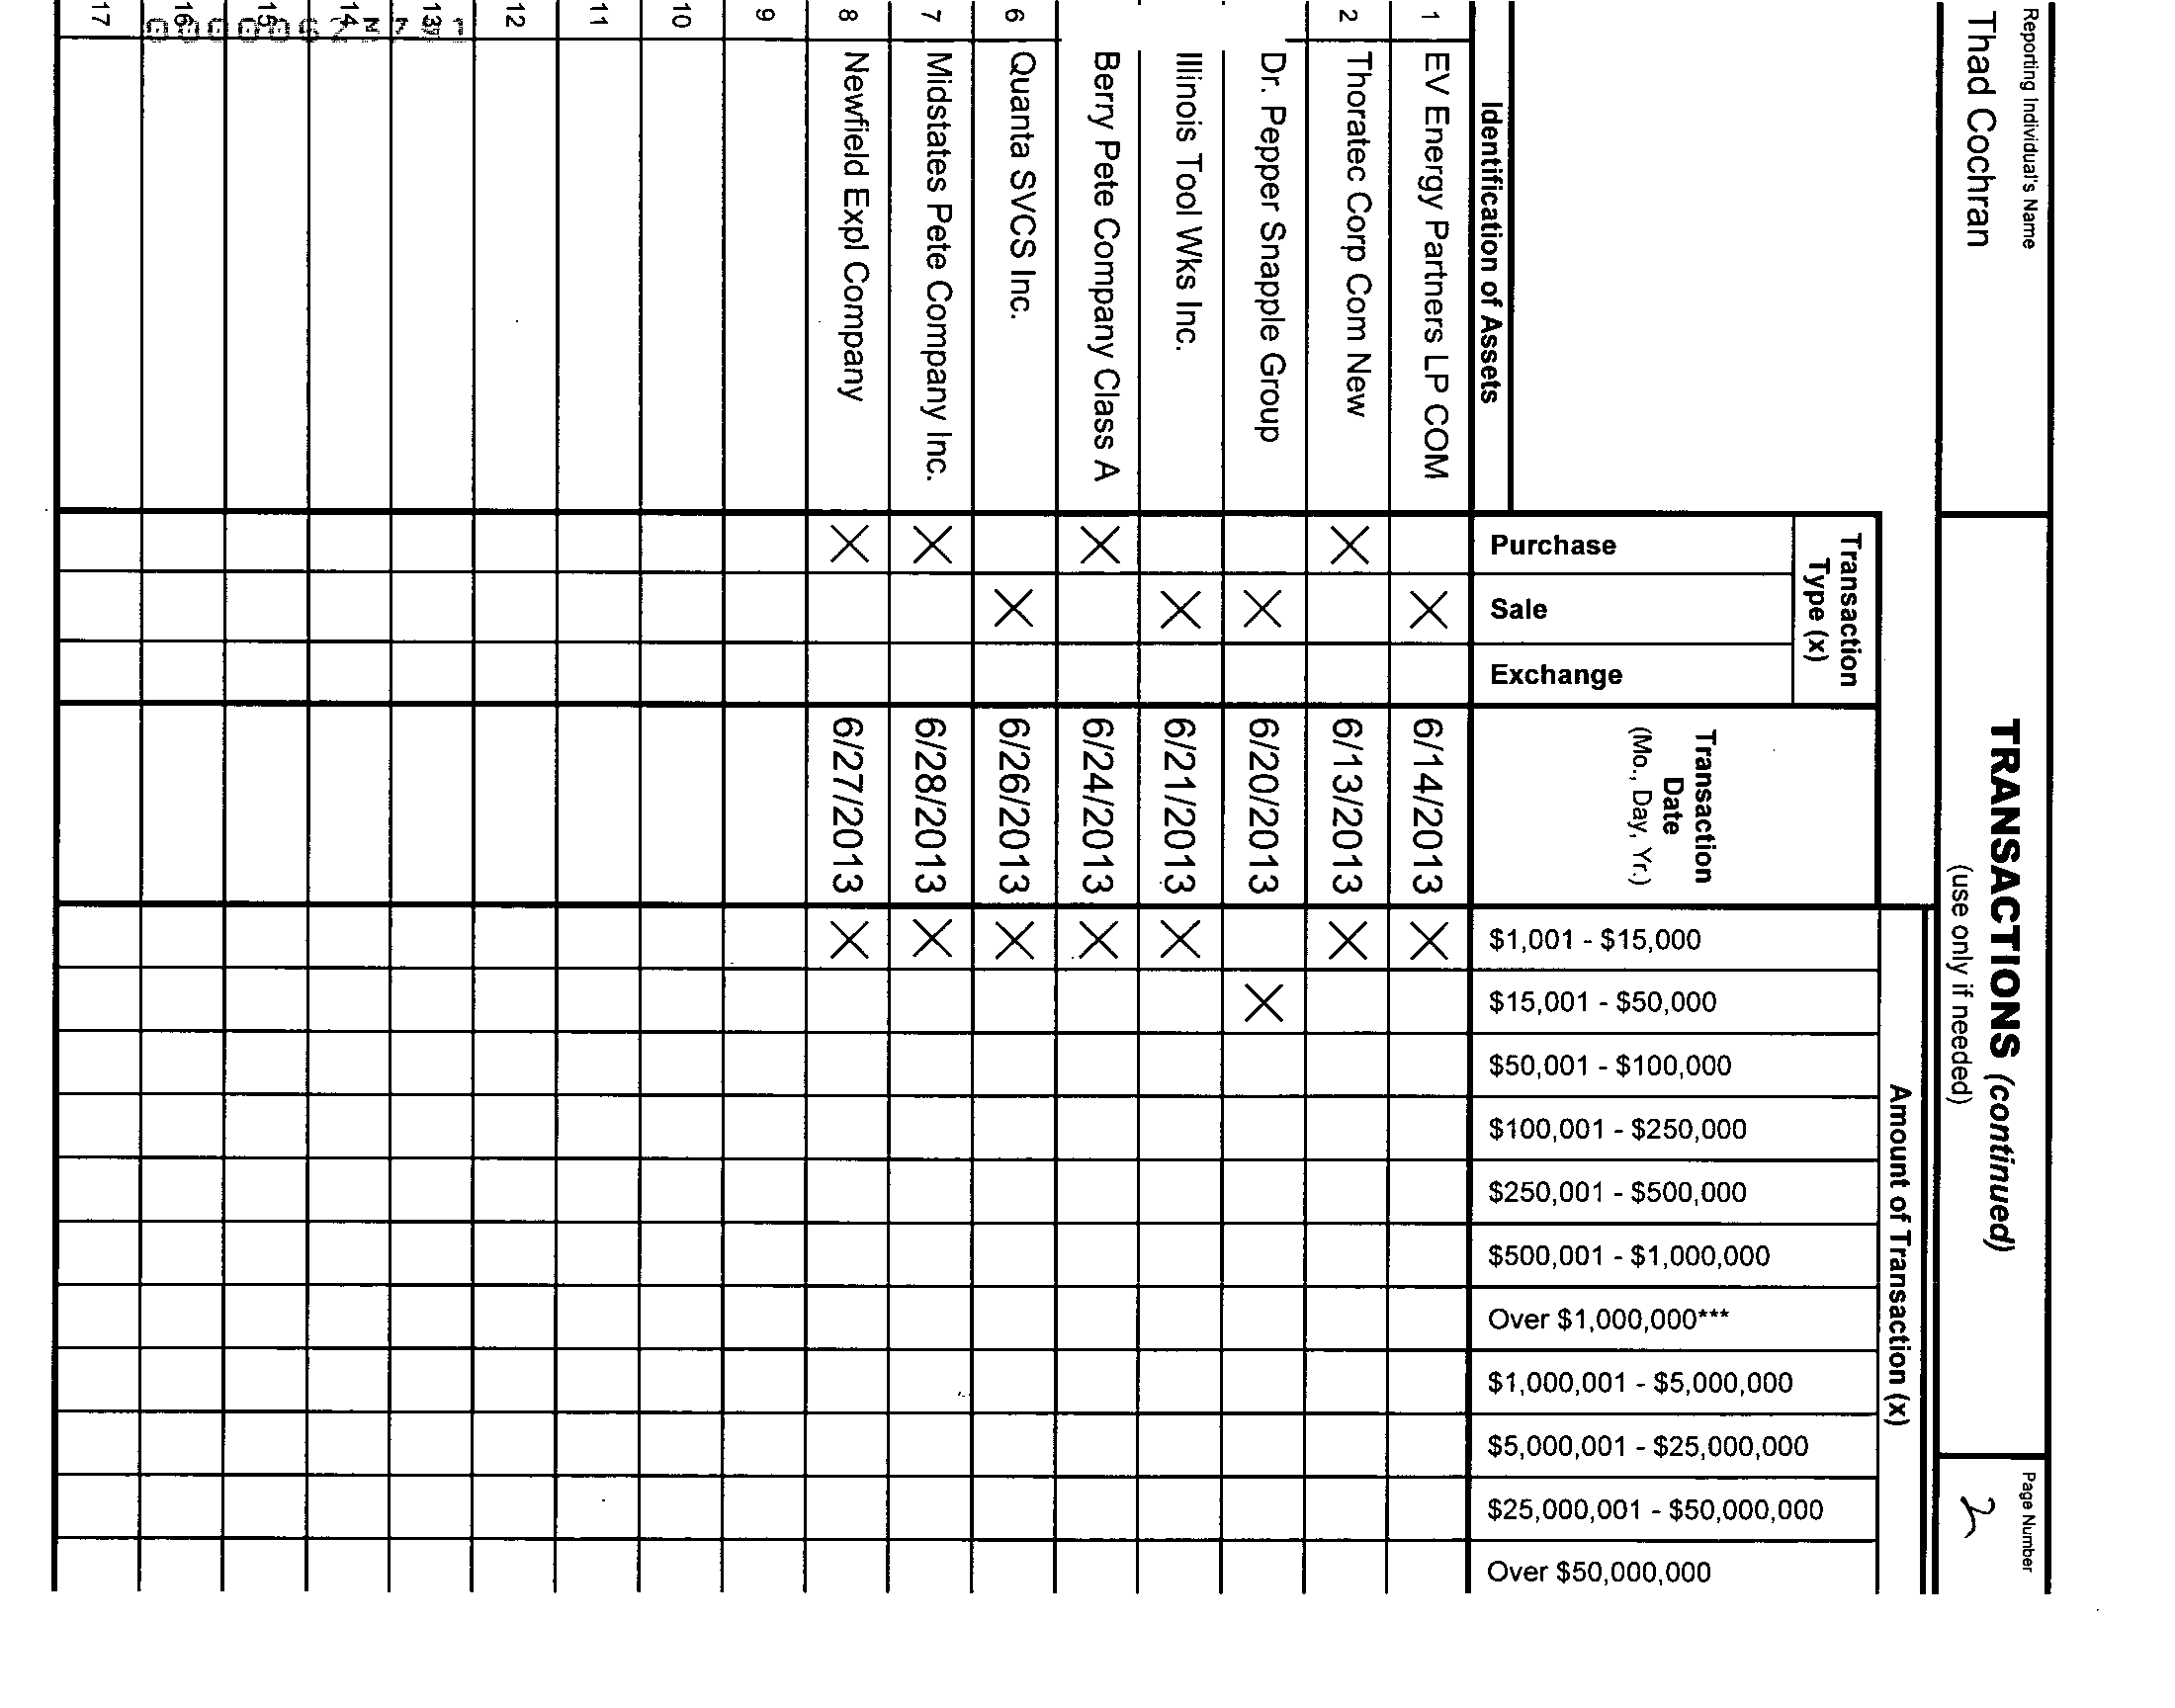 Reporting Individual's Name
Thad Cochran
TRANSACTIONS (continued)
(use only if needed)
Page Number
2
Amount of Transaction (x)
Transaction
Type (x)
Transaction
Date
(Mo., Day, Yr.)
Identification of Assets
Purchase
Sale
Exchange
$1,001 - $15,000
$15,001 - $50,000
$50,001 - $100,000
$100,001 - $250,000
$250,001 - $500,000
$500,001 - $1,000,000
Over $1,000,000***
$1,000,001 - $5,000,000
$5,000,001 - $25,000,000
$25,000,001 - $50,000,000
Over $50,000,000
1 EV Energy Partners LP COM X 6/14/2013 X
2 Thoratec Corp Com New X 6/13/2013 X
Dr. Pepper Snapple Group X 6/20/2013 X
Illinois Tool Wks Inc. X 6/21/2013 X
Berry Pete Company Class A X 6/24/2013 X
6 Quanta SVCS Inc. X 6/26/2013 X
7 Midstates Pete Company Inc. X 6/28/2013 X
8 Newfield Expl Company X 6/27/2013 X
9
10
11
12
13
14
15
16
17